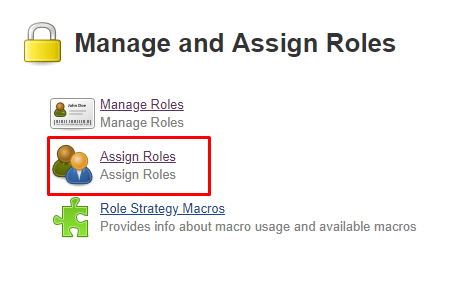 Manage and Assign Roles
John Doe
Manage Roles
Manage Roles
Assign Roles
Assign Roles
Role Strategy Macros
Provides info about macro usage and available macros